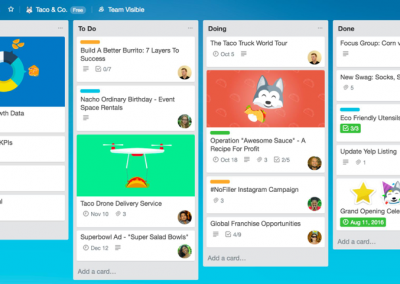 Taco & Co. Free Team Visible
wth Data
KPIs
al
To Do
Build A Better Burrito: 7 Layers To
Success
0/7
Nacho Ordinary Birthday - Event
Space Rentals
Taco Drone Delivery Service
Nov 10 3
Superbowl Ad - "Super Salad Bowls"
Dec 12
Add a card...
Doing
The Taco Truck World Tour
Oct 5
Operation "Awesome Sauce" - A
Recipe For Profit
Oct 18 3 2/5
#NoFiller Instagram Campaign
3
Global Franchise Opportunities
4/9
Add a card...
Done
Focus Group: Corn v
New Swag: Socks, S
5
Eco Friendly Utensils
3/3
Update Yelp Listing
1
Grand Opening Cele
Aug 11, 2016
Add a card...